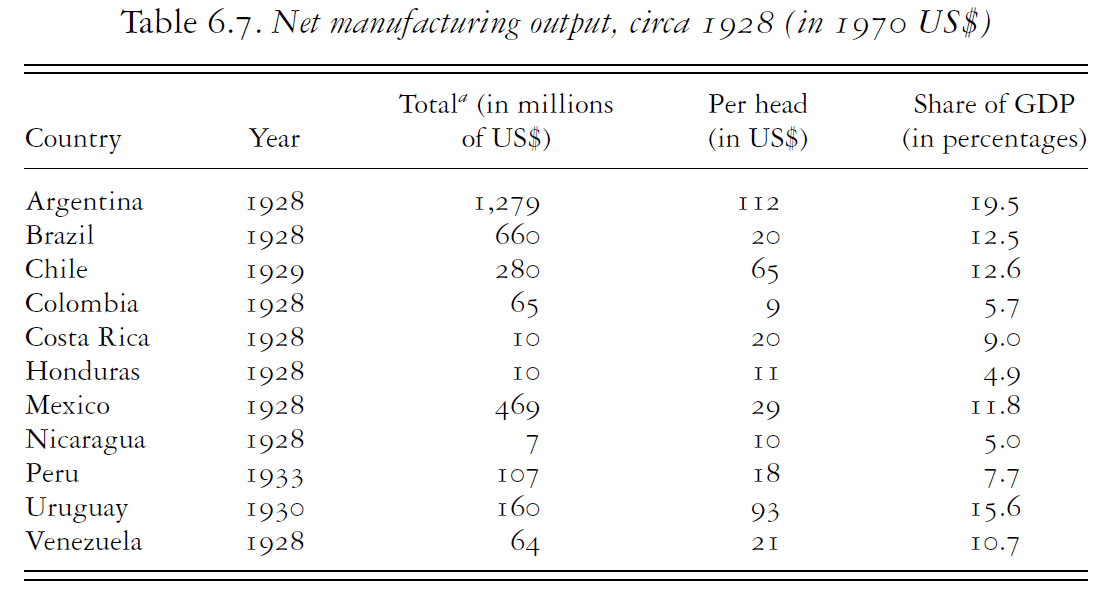 Table 6.7. Net manufacturing output, circa 1928 (in 1970 US$)
Totalᵃ (in millions Per head Share of GDP
Country Year of US$) (in US$) (in percentages)
Argentina 1928 1,279 112 19.5
Brazil 1928 660 20 12.5
Chile 1929 280 65 12.6
Colombia 1928 65 9 5.7
Costa Rica 1928 10 20 9.0
Honduras 1928 10 11 4.9
Mexico 1928 469 29 11.8
Nicaragua 1928 7 10 5.0
Peru 1933 107 18 7.7
Uruguay 1930 160 93 15.6
Venezuela 1928 64 21 10.7